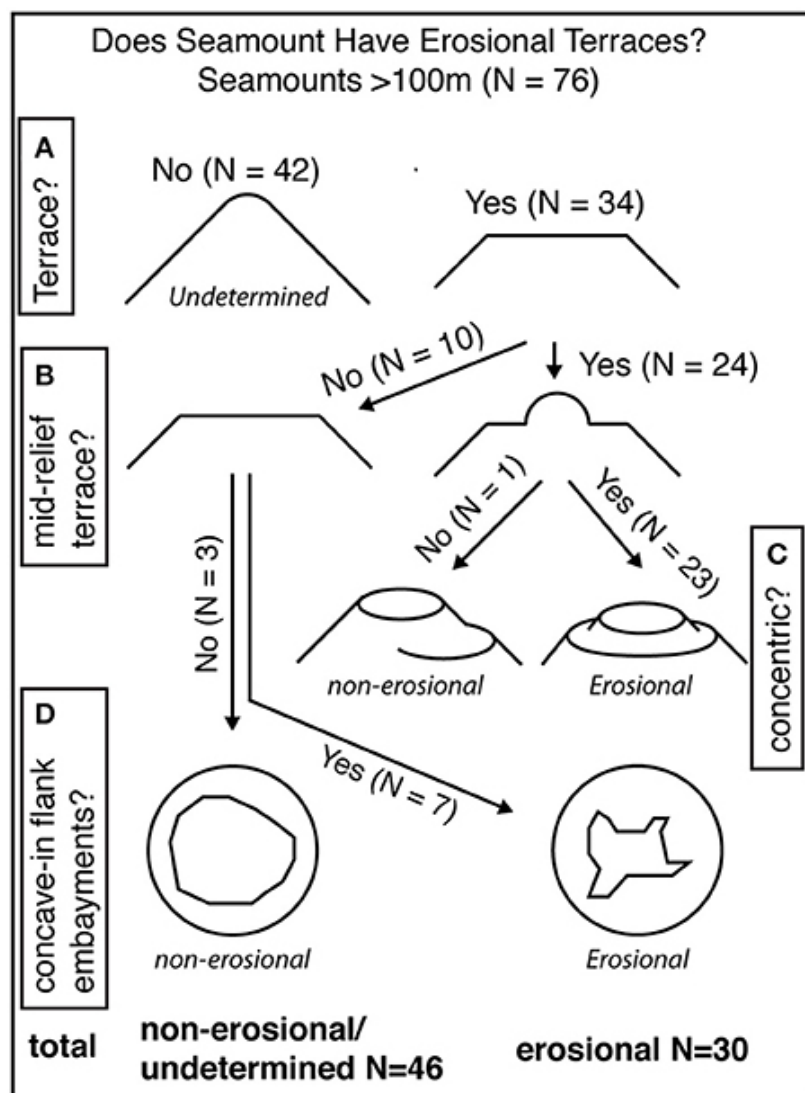 Does Seamount Have Erosional Terraces?
Seamounts >100m (N = 76)
A
Terrace?
No (N = 42)
Yes (N = 34)
Undetermined
B
mid-relief
terrace?
No (N = 10)
Yes (N = 24)
No (N = 1)
Yes (N = 23)
C
concentric?
No (N = 3)
non-erosional
Erosional
D
concave-in flank
embayments?
Yes (N = 7)
non-erosional
Erosional
total
non-erosional/
undetermined N=46
erosional N=30